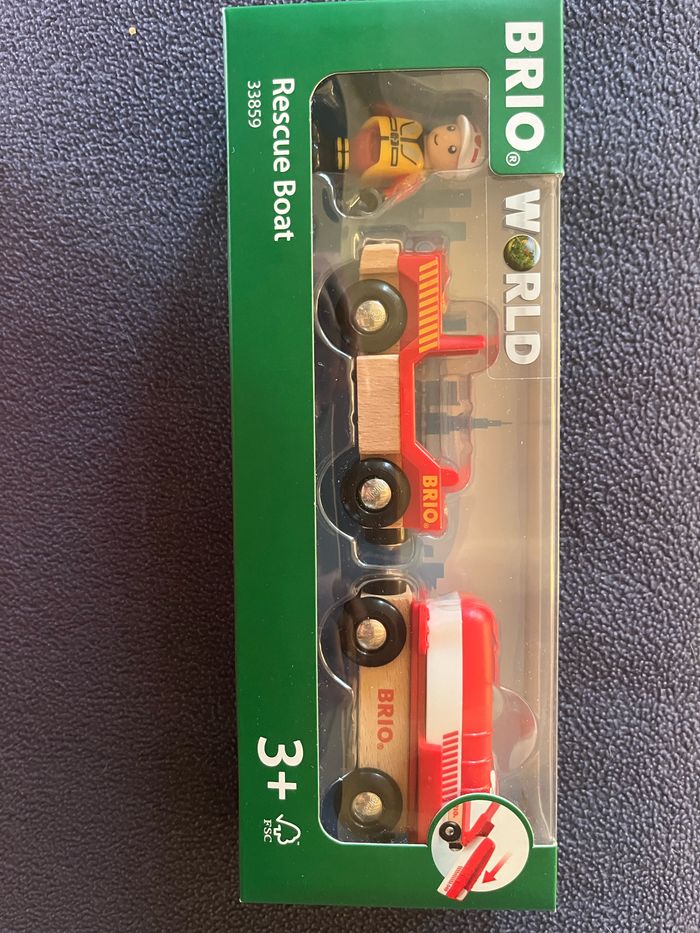 BRIO®
WORLD
Rescue Boat
33859
BRIO®
BRIO®
3+
FSC